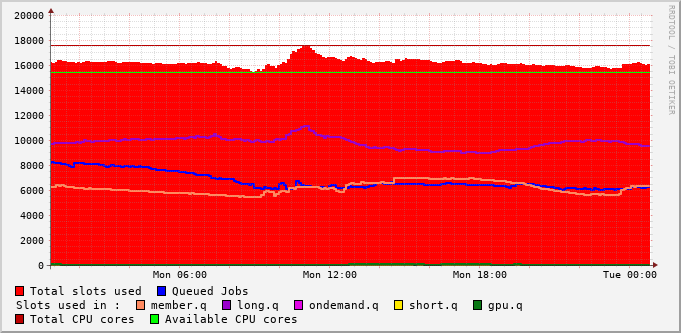 RRDTOOL / TOBI OETIKER
20000
18000
16000
14000
12000
10000
8000
6000
4000
2000
0
Mon 06:00 Mon 12:00 Mon 18:00 Tue 00:00
Total slots used Queued Jobs
Slots used in : member.q long.q ondemand.q short.q gpu.q
Total CPU cores Available CPU cores